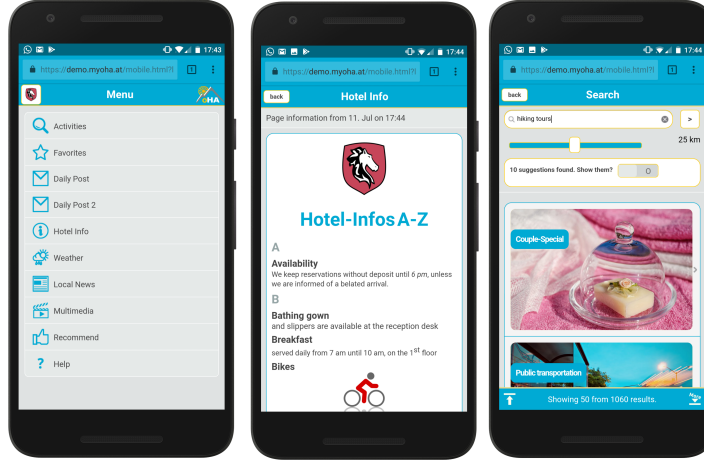 17:43
https://demo.myoha.at/mobile.html?l
1
Menu
OHA
Activities
Favorites
Daily Post
Daily Post 2
Hotel Info
Weather
Local News
Multimedia
Recommend
? Help
17:44
https://demo.myoha.at/mobile.html?l
1
back
Hotel Info
Page information from 11. Jul on 17:44
Hotel-Infos A-Z
A
Availability
We keep reservations without deposit until 6 pm, unless
we are informed of a belated arrival.
B
Bathing gown
and slippers are available at the reception desk
Breakfast
served daily from 7 am until 10 am, on the 1st floor
Bikes
17:44
https://demo.myoha.at/mobile.html?l
1
back
Search
hiking tours
>
25 km
10 suggestions found. Show them?
O
Couple-Special
Public transportation
Showing 50 from 1060 results.
More